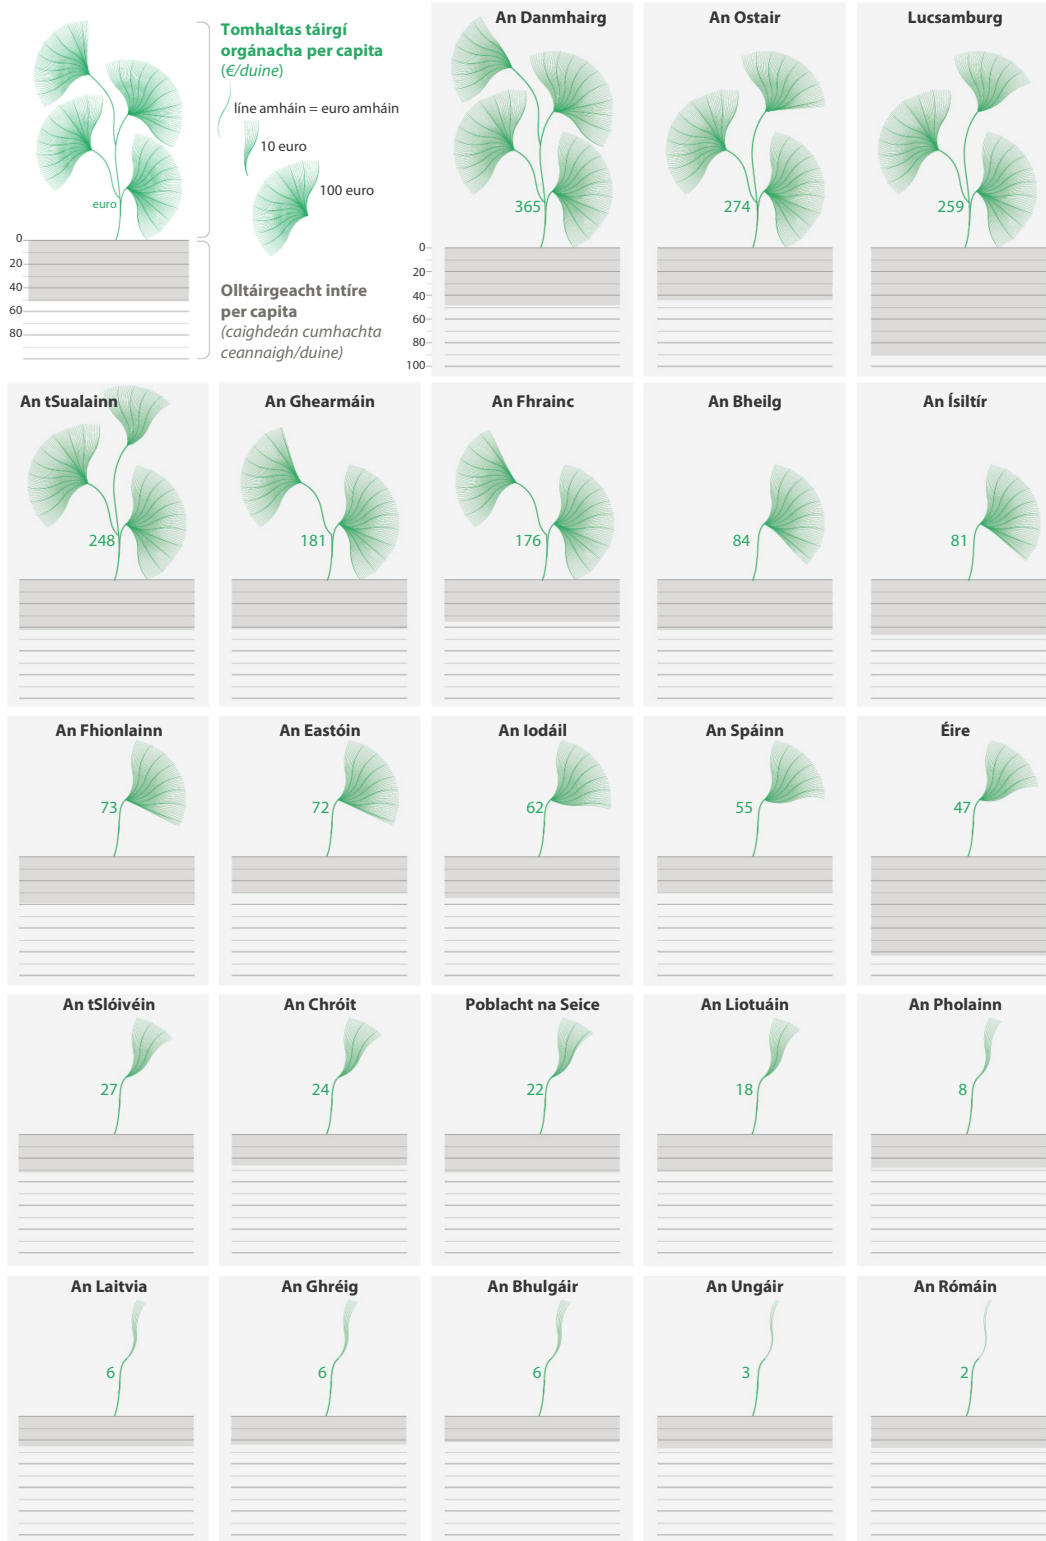 Tomhaltas táirgí
orgánacha per capita
(€/duine)
líne amháin = euro amháin
10 euro
100 euro
euro
0
20
40
60
80
Olltáirgeacht intíre
per capita
(caighdeán cumhachta
ceannaigh/duine)
An Danmhairg
365
0
20
40
60
80
100
An Ostair
274
Lucsamburg
259
An tSualainn
248
An Ghearmáin
181
An Fhrainc
176
An Bheilg
84
An Ísiltír
81
An Fhionlainn
73
An Eastóin
72
An Iodáil
62
An Spáinn
55
Éire
47
An tSlóivéin
27
An Chróit
24
Poblacht na Seice
22
An Liotuáin
18
An Pholainn
8
An Laitvia
6
An Ghréig
6
An Bhulgáir
6
An Ungáir
3
An Rómáin
2